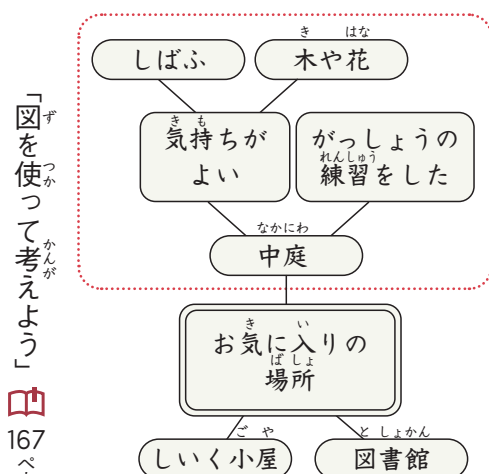 「図を使って考えよう」
167ペ
しばふ
木や花
気持ちが
よい
がっしょうの
練習をした
中庭
お気に入りの
場所
しいく小屋
図書館